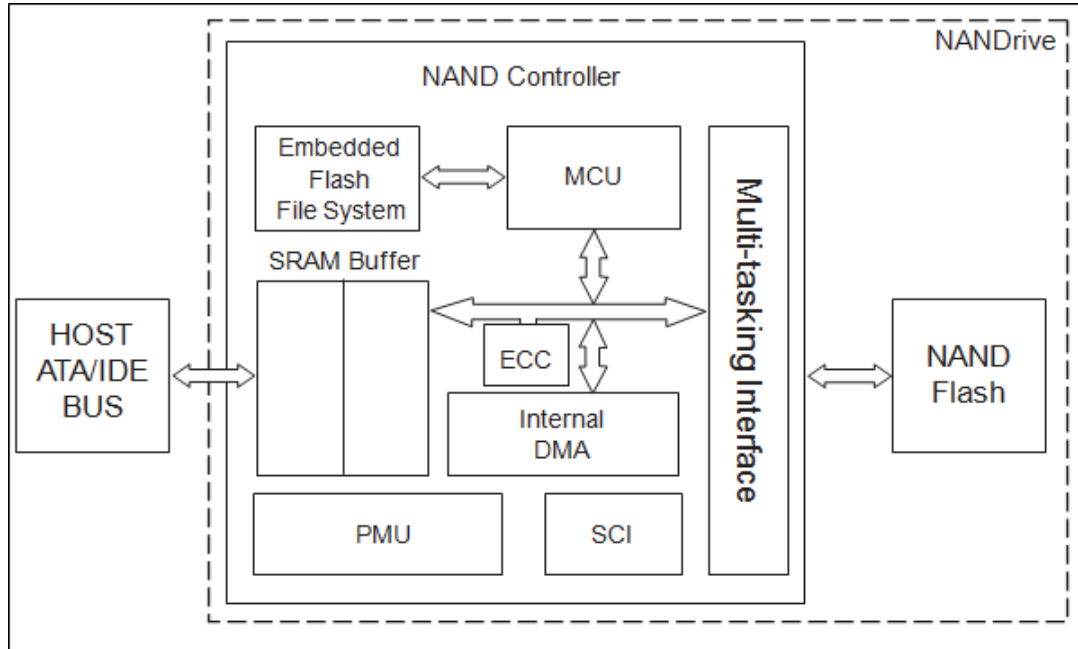 NANDrive
NAND Controller
Embedded
Flash
File System
MCU
Multi-tasking Interface
SRAM Buffer
HOST
ATA/IDE
BUS
ECC
NAND
Flash
Internal
DMA
PMU
SCI